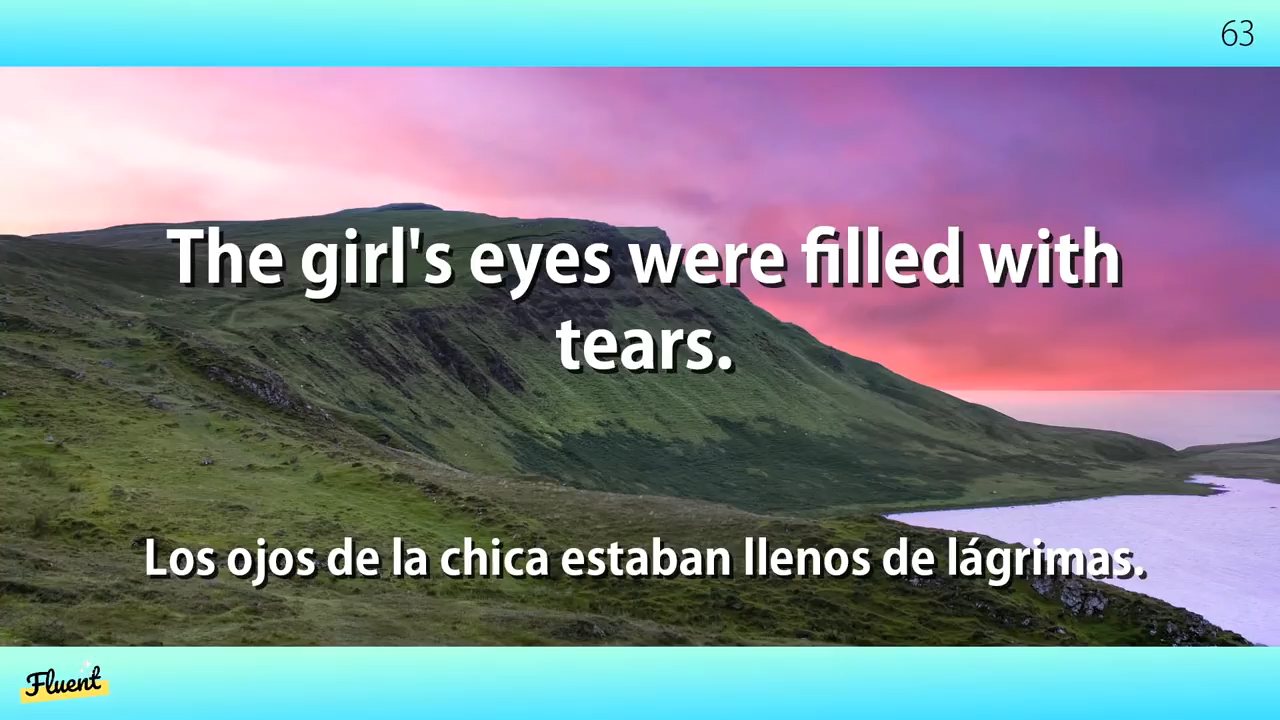 63
The girl's eyes were filled with
tears.
Los ojos de la chica estaban llenos de lágrimas.
Fluent